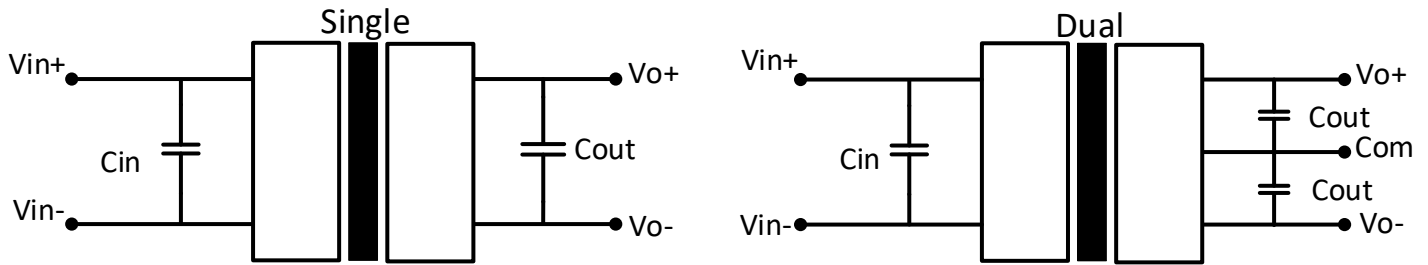 Single
Vin+
Vo+
Cin
Cout
Vin-
Vo-
Dual
Vin+
Vo+
Cout
Cin
Com
Cout
Vin-
Vo-